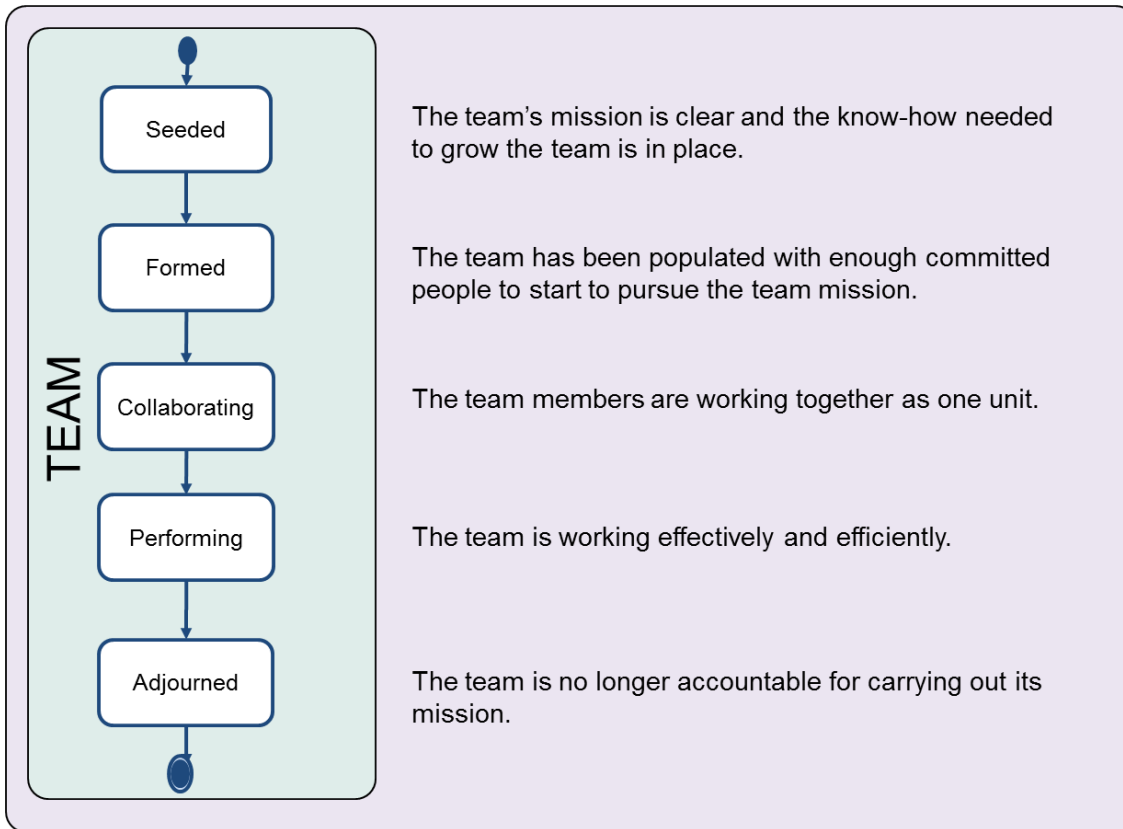 TEAM
Seeded
The team’s mission is clear and the know-how needed
to grow the team is in place.
Formed
The team has been populated with enough committed
people to start to pursue the team mission.
Collaborating
The team members are working together as one unit.
Performing
The team is working effectively and efficiently.
Adjourned
The team is no longer accountable for carrying out its
mission.